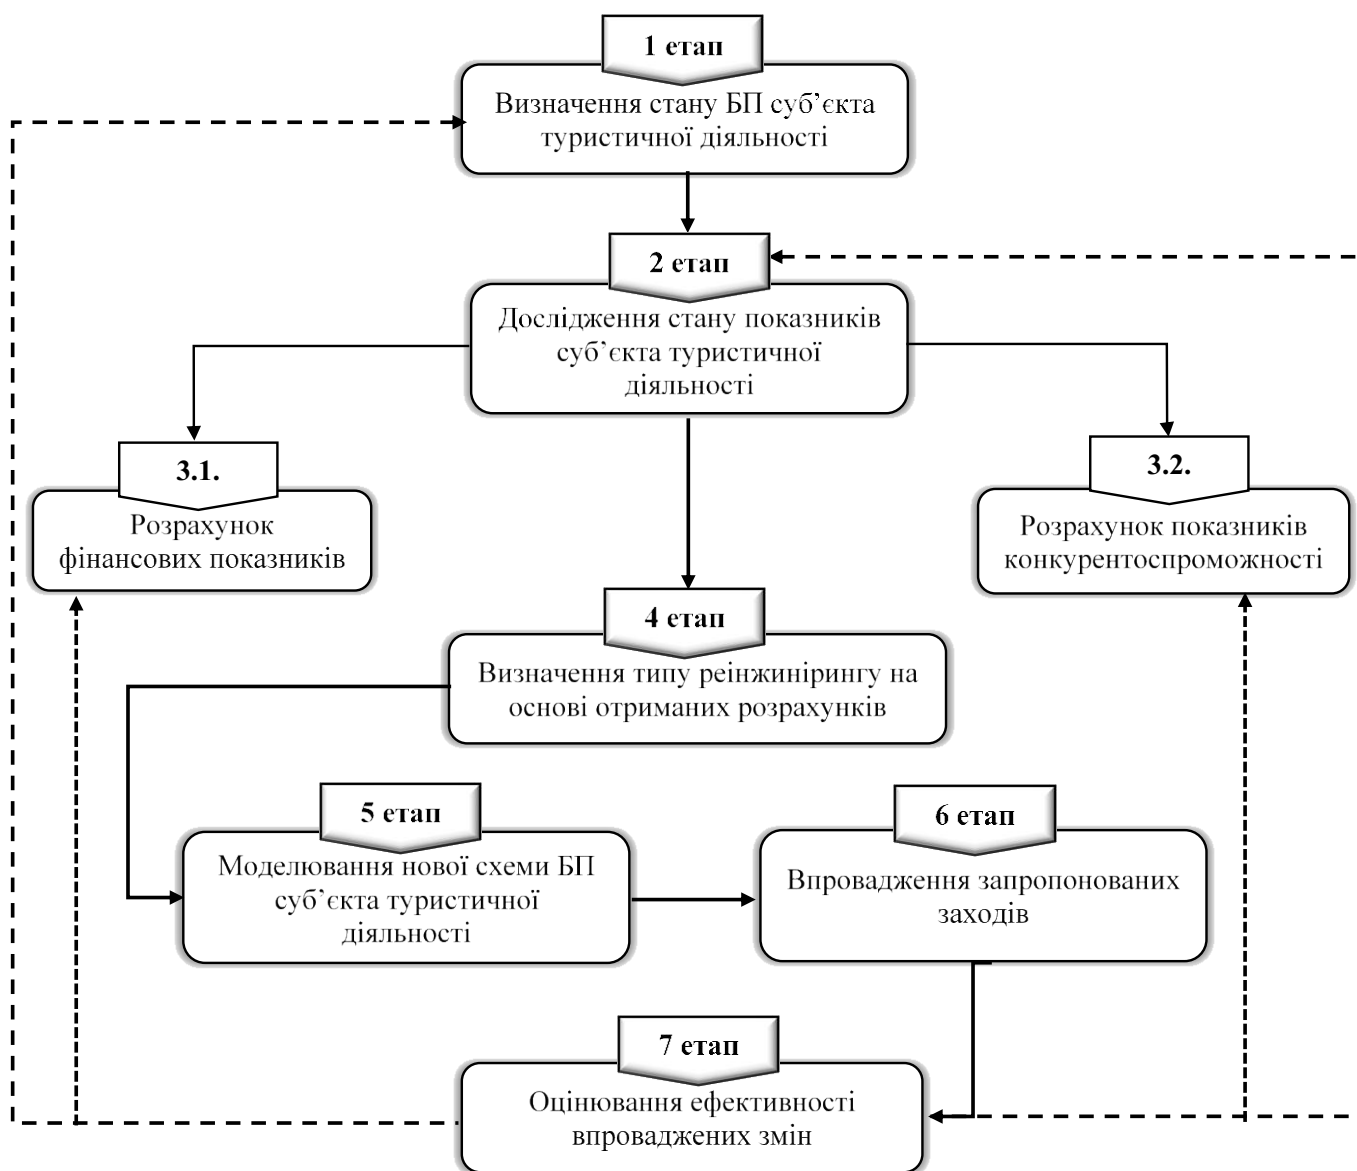 1 етап
Визначення стану БП суб’єкта
туристичної діяльності
2 етап
Дослідження стану показників
суб’єкта туристичної
діяльності
3.1.
Розрахунок
фінансових показників
3.2.
Розрахунок показників
конкурентоспроможності
4 етап
Визначення типу реінжинірингу на
основі отриманих розрахунків
5 етап
Моделювання нової схеми БП
суб’єкта туристичної
діяльності
6 етап
Впровадження запропонованих
заходів
7 етап
Оцінювання ефективності
впроваджених змін